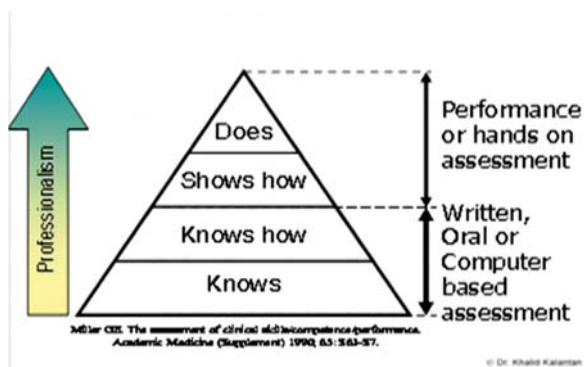 Professionalism
Does
Shows how
Knows how
Knows
Performance
or hands on
assessment
Written,
Oral or
Computer
based
assessment
Miller GE. The assessment of clinical skills/competence/performance.
Academic Medicine (Supplement) 1990; 65: S63-S7.
© Dr. Khalid Kalantan